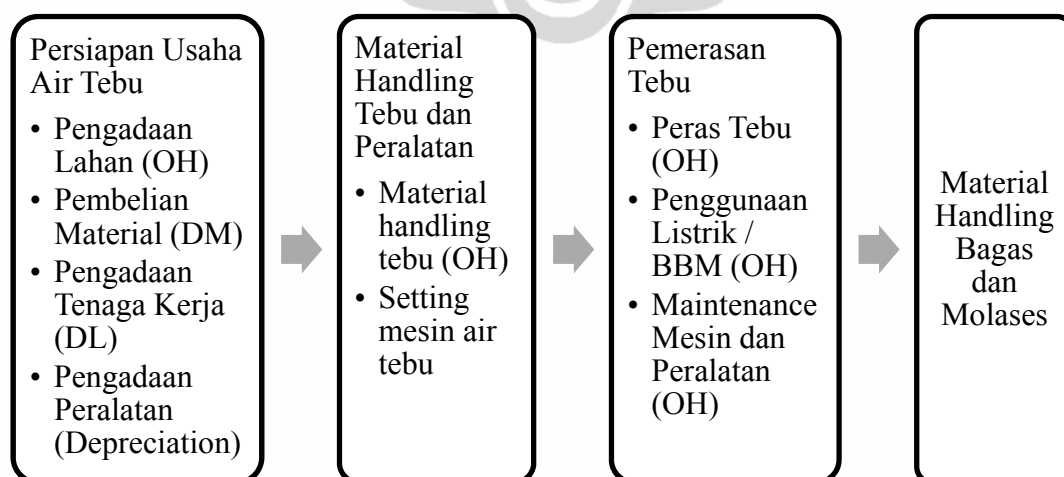 Persiapan Usaha
Air Tebu
• Pengadaan
Lahan (OH)
• Pembelian
Material (DM)
• Pengadaan
Tenaga Kerja
(DL)
• Pengadaan
Peralatan
(Depreciation)
Material
Handling
Tebu dan
Peralatan
• Material
handling
tebu (OH)
• Setting
mesin air
tebu
Pemerasan
Tebu
• Peras Tebu
(OH)
• Penggunaan
Listrik /
BBM (OH)
• Maintenance
Mesin dan
Peralatan
(OH)
Material
Handling
Bagas
dan
Molases